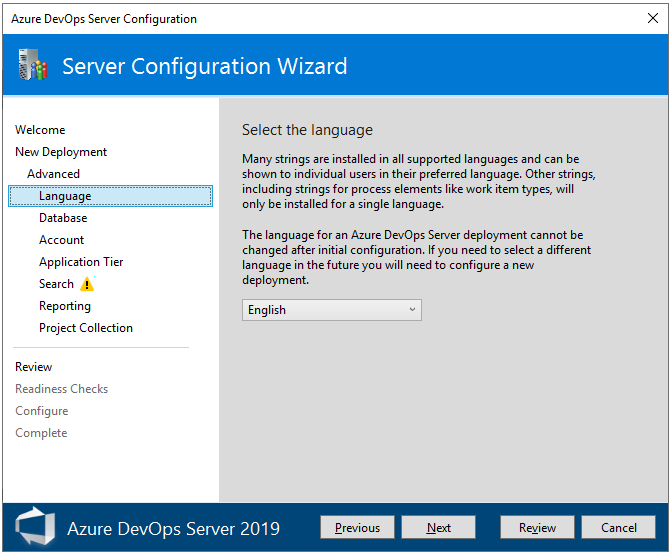 Azure DevOps Server Configuration
Server Configuration Wizard
Welcome
New Deployment
Advanced
Language
Database
Account
Application Tier
Search
Reporting
Project Collection
Review
Readiness Checks
Configure
Complete
Select the language
Many strings are installed in all supported languages and can be
shown to individual users in their preferred language. Other strings,
including strings for process elements like work item types, will
only be installed for a single language.
The language for an Azure DevOps Server deployment cannot be
changed after initial configuration. If you need to select a different
language in the future you will need to configure a new
deployment.
English
Azure DevOps Server 2019
Previous
Next
Review
Cancel